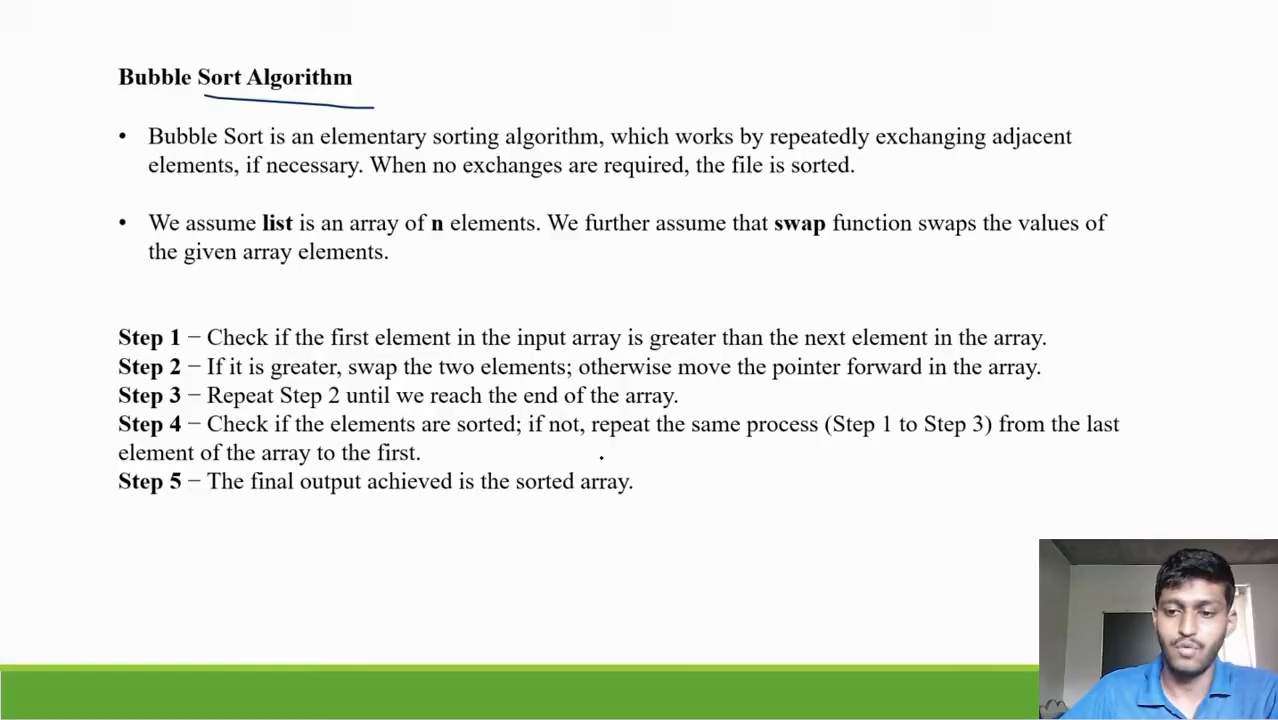 Bubble Sort Algorithm
• Bubble Sort is an elementary sorting algorithm, which works by repeatedly exchanging adjacent
elements, if necessary. When no exchanges are required, the file is sorted.
• We assume list is an array of n elements. We further assume that swap function swaps the values of
the given array elements.
Step 1 − Check if the first element in the input array is greater than the next element in the array.
Step 2 − If it is greater, swap the two elements; otherwise move the pointer forward in the array.
Step 3 − Repeat Step 2 until we reach the end of the array.
Step 4 − Check if the elements are sorted; if not, repeat the same process (Step 1 to Step 3) from the last
element of the array to the first.
Step 5 − The final output achieved is the sorted array.